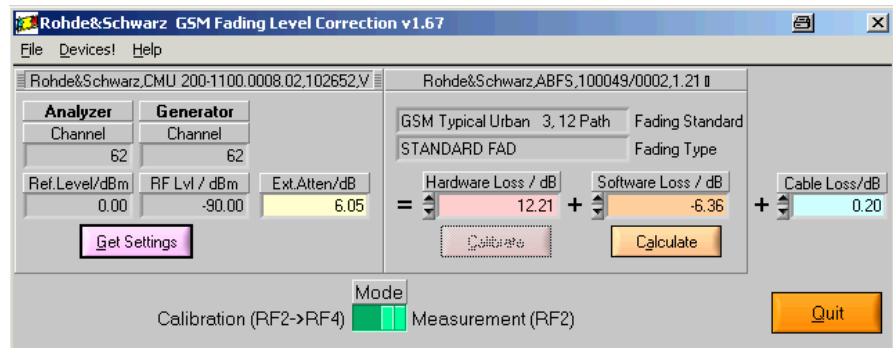 Rohde&Schwarz GSM Fading Level Correction v1.67
File Devices! Help
Rohde&Schwarz,CMU 200-1100.0008.02,102652,V
Rohde&Schwarz,ABFS,100049/0002,1.21
Analyzer Generator
Channel Channel
62 62
GSM Typical Urban 3, 12 Path Fading Standard
STANDARD FAD Fading Type
Ref.Level/dBm RF Lvl / dBm Ext.Atten/dB Hardware Loss / dB Software Loss / dB Cable Loss/dB
0.00 -90.00 6.05 = 12.21 + -6.36 + 0.20
Get Settings Calibrate Calculate
Mode
Calibration (RF2->RF4) Measurement (RF2)
Quit